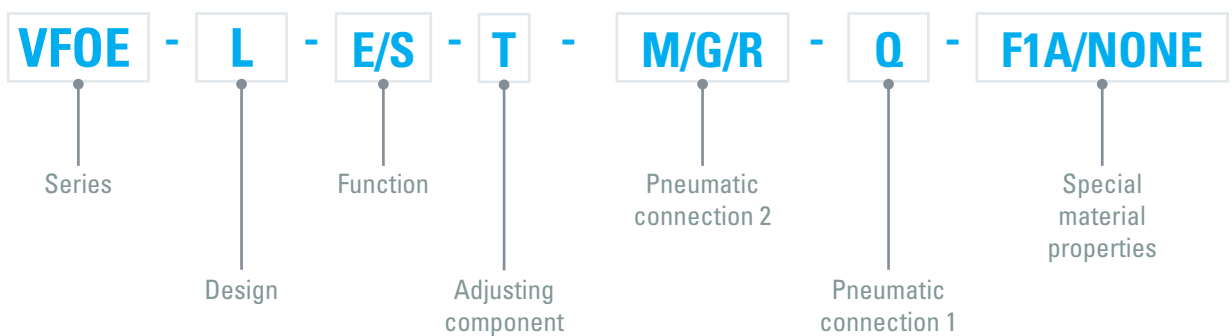 VFOE - L - E/S - T - M/G/R - Q - F1A/NONE
Series
Function
Pneumatic
connection 2
Special
material
properties
Design
Adjusting
component
Pneumatic
connection 1